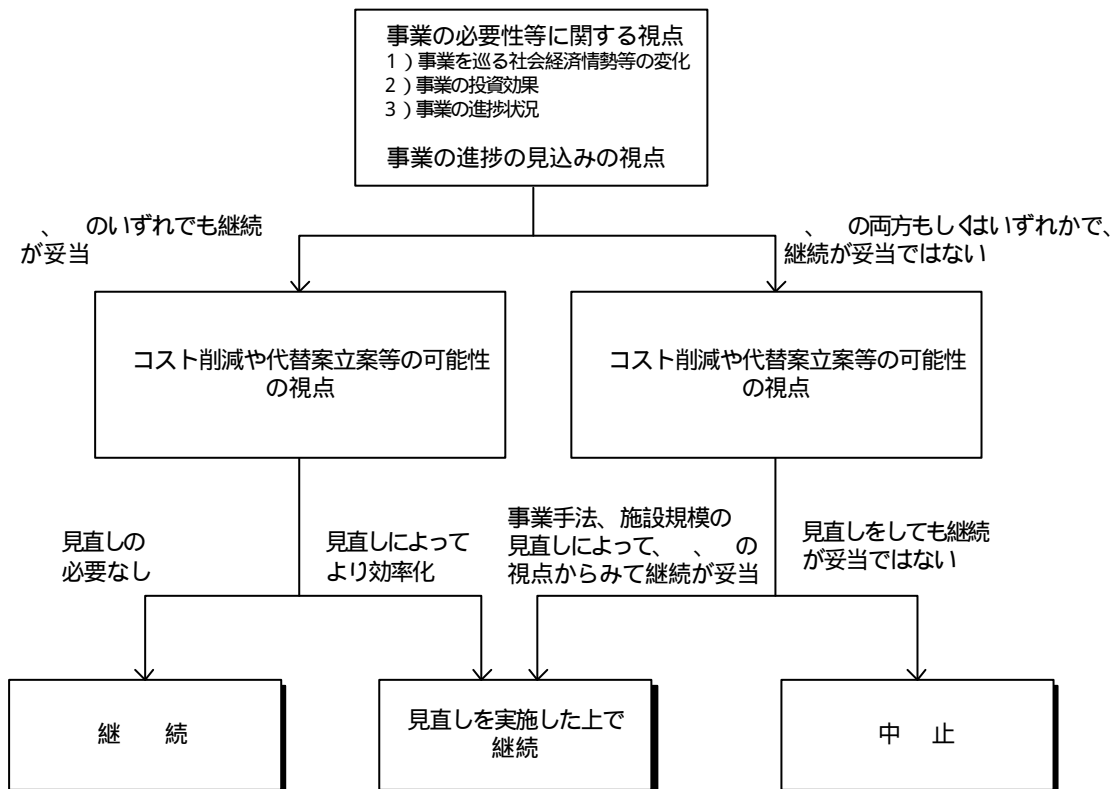 事業の必要性等に関する視点
1)事業を巡る社会経済情勢等の変化
2)事業の投資効果
3)事業の進捗状況
事業の進捗の見込みの視点
、　のいずれでも継続
が妥当
、　の両方もしくはいずれかで、
継続が妥当ではない
コスト削減や代替案立案等の可能性
の視点
コスト削減や代替案立案等の可能性
の視点
見直しの
必要なし
見直しによって
より効率化
事業手法、施設規模の
見直しによって、　、　の
視点からみて継続が妥当
見直しをしても継続
が妥当ではない
継　続
見直しを実施した上で
継続
中　止